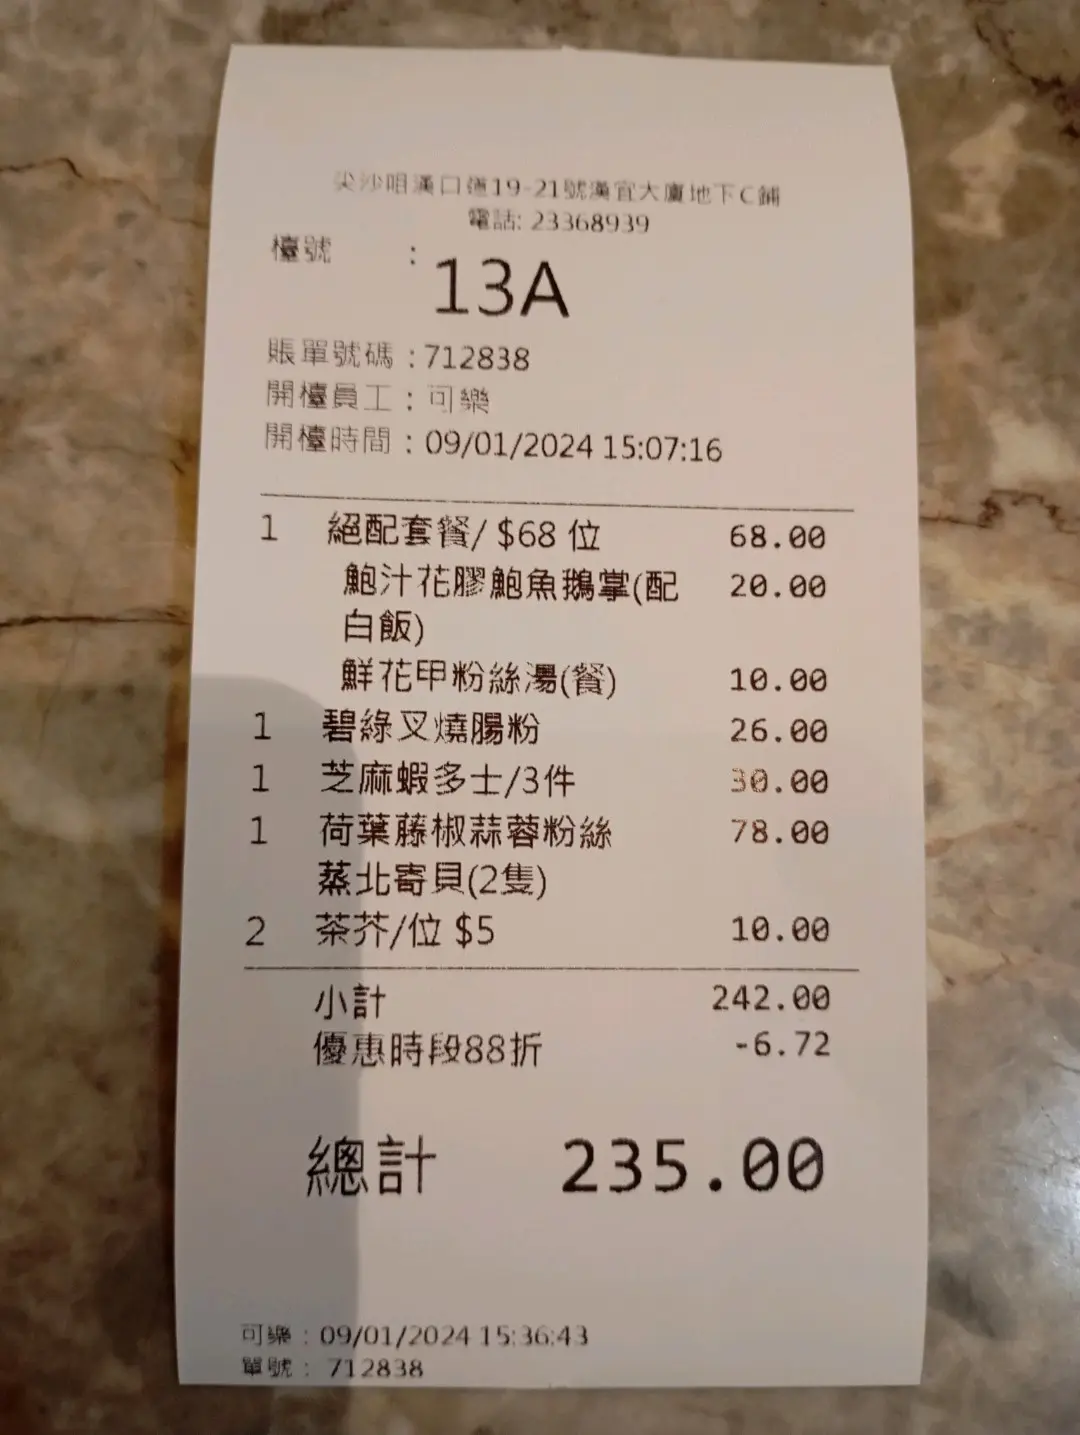 尖沙咀漢口道19-21號漢宜大廈地下C鋪
電話: 23368939
檯號 :
13A
賬單號碼 : 712838
開檯員工 : 可樂
開檯時間 : 09/01/2024 15:07:16
1 絕配套餐/ $68 位 68.00
鮑汁花膠鮑魚鵝掌(配 20.00
白飯)
鮮花甲粉絲湯(餐) 10.00
1 碧綠叉燒腸粉 26.00
1 芝麻蝦多士/3件 30.00
1 荷葉藤椒蒜蓉粉絲 78.00
蒸北寄貝(2隻)
2 茶芥/位 $5 10.00
小計 242.00
優惠時段88折 -6.72
總計 235.00
可樂 : 09/01/2024 15:36:43
單號 : 712838